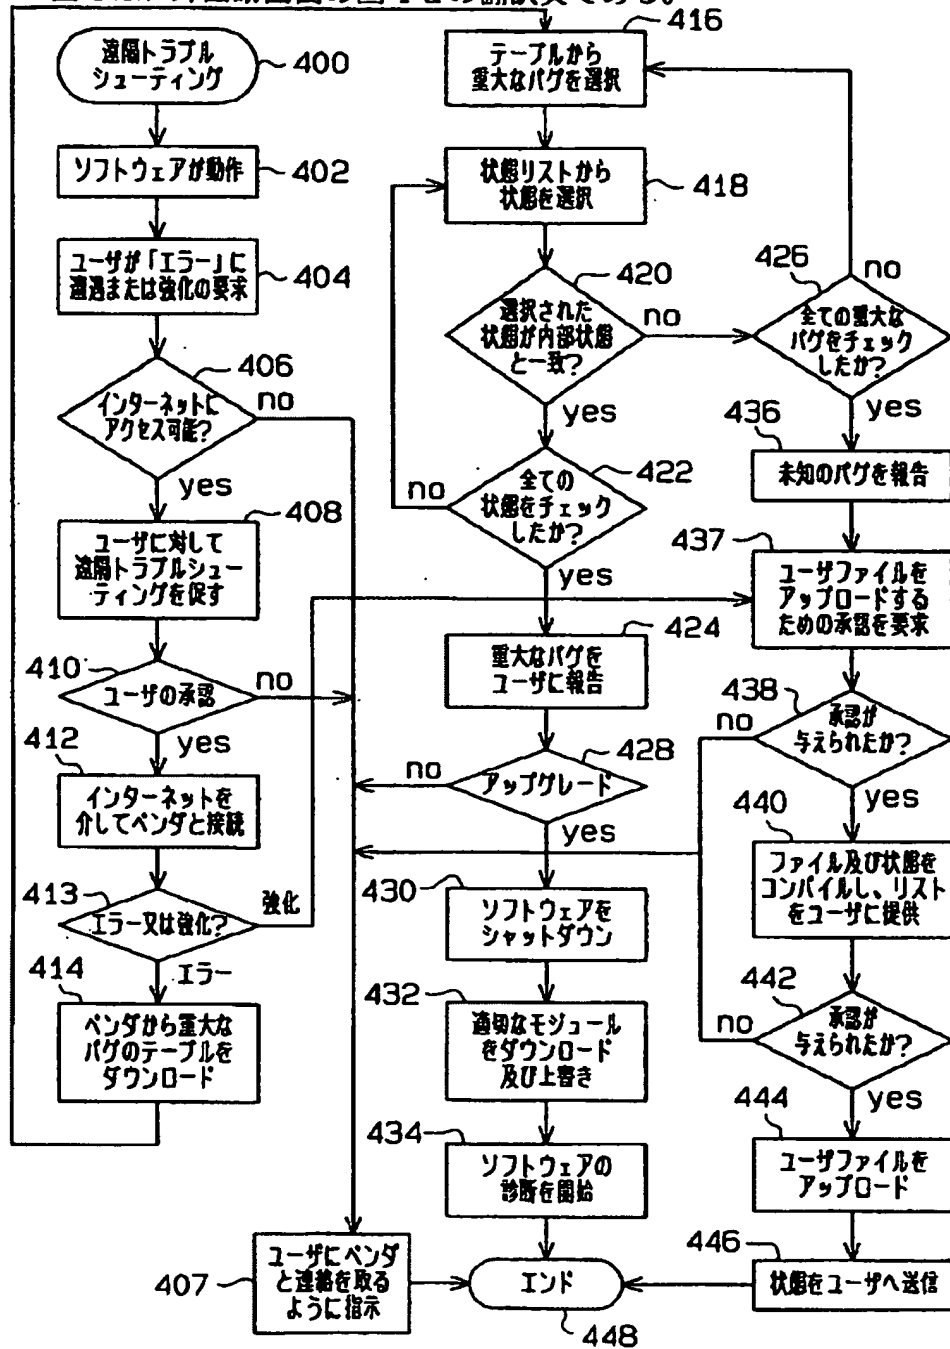 遠隔トラブル
シューティング
400
ソフトウェアが動作
402
ユーザが「エラー」に
遭遇または強化の要求
404
406
インターネットに
アクセス可能?
no
yes
408
ユーザに対して
遠隔トラブルシュー
ティングを促す
410
ユーザの承認
no
yes
412
インターネットを
介してベンダと接続
413
エラー又は強化?
強化
エラー
414
ベンダから重大な
バグのテーブルを
ダウンロード
407
ユーザにベンダ
と連絡を取る
ように指示
416
テーブルから
重大なバグを選択
状態リストから
状態を選択
418
420
選択された
状態が内部状態
と一致?
no
yes
422
全ての
状態をチェック
したか?
no
yes
424
重大なバグを
ユーザに報告
428
アップグレード
no
yes
430
ソフトウェアを
シャットダウン
432
適切なモジュール
をダウンロード
及び上書き
434
ソフトウェアの
診断を開始
エンド
448
426
no
全ての重大な
バグをチェック
したか?
yes
436
未知のバグを報告
437
ユーザファイルを
アップロードする
ための承認を要求
438
承認が
与えられたか?
no
yes
440
ファイル及び状態を
コンパイルし、リスト
をユーザに提供
442
承認が
与えられたか?
no
yes
444
ユーザファイルを
アップロード
446
状態をユーザへ送信